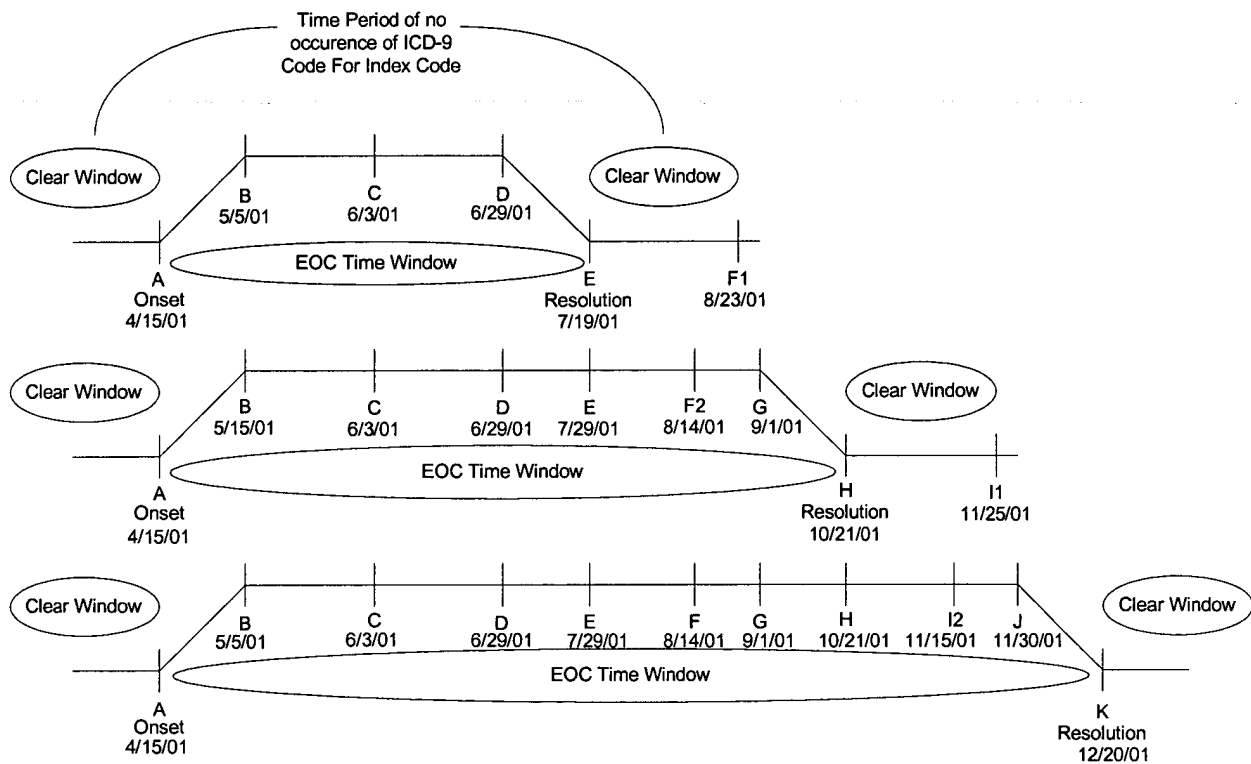 Time Period of no
occurence of ICD-9
Code For Index Code
Clear Window
Clear Window
B
5/5/01
C
6/3/01
D
6/29/01
EOC Time Window
A
Onset
4/15/01
E
Resolution
7/19/01
F1
8/23/01
Clear Window
Clear Window
B
5/15/01
C
6/3/01
D
6/29/01
E
7/29/01
F2
8/14/01
G
9/1/01
EOC Time Window
A
Onset
4/15/01
H
Resolution
10/21/01
I1
11/25/01
Clear Window
Clear Window
B
5/5/01
C
6/3/01
D
6/29/01
E
7/29/01
F
8/14/01
G
9/1/01
H
10/21/01
I2
11/15/01
J
11/30/01
EOC Time Window
A
Onset
4/15/01
K
Resolution
12/20/01